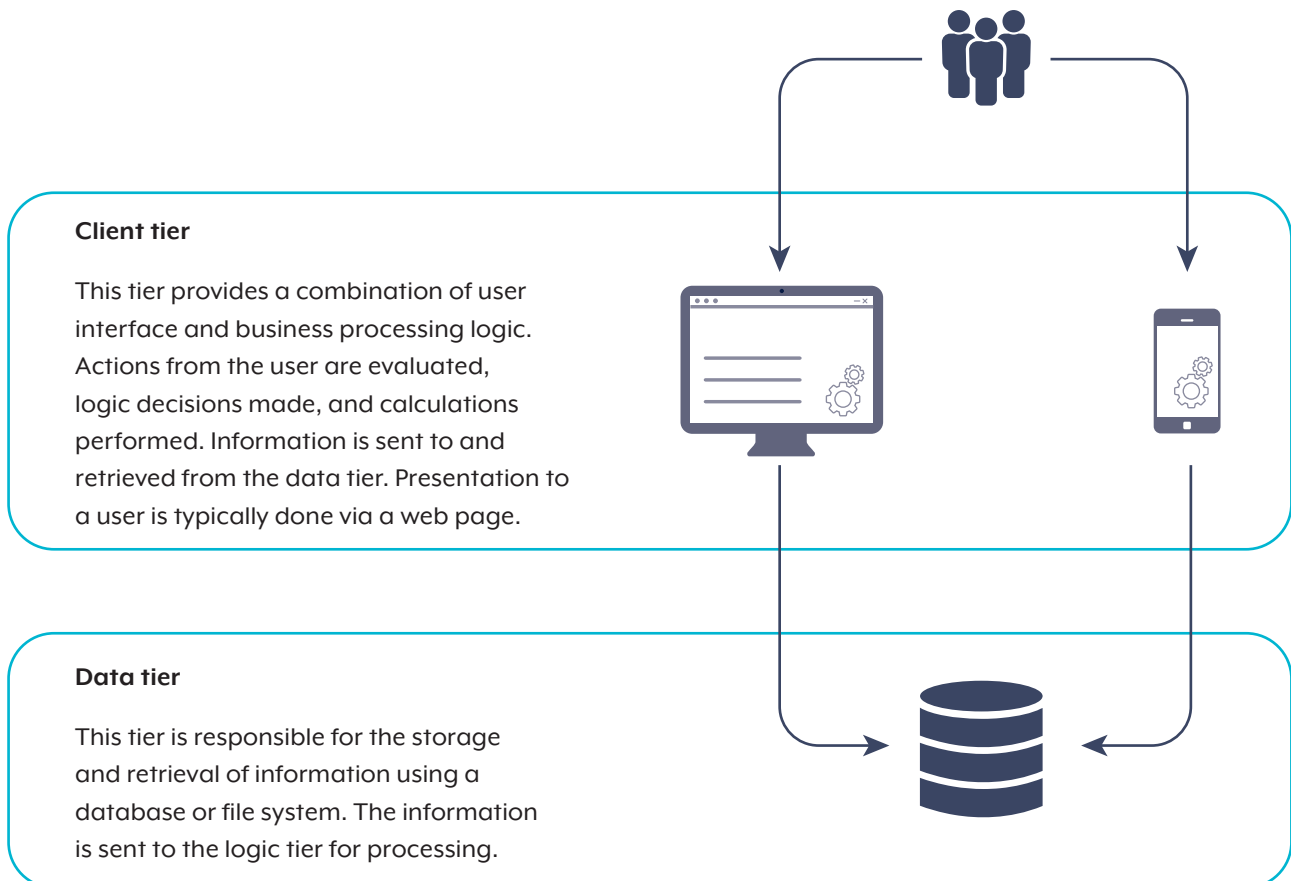 Client tier
This tier provides a combination of user
interface and business processing logic.
Actions from the user are evaluated,
logic decisions made, and calculations
performed. Information is sent to and
retrieved from the data tier. Presentation to
a user is typically done via a web page.
Data tier
This tier is responsible for the storage
and retrieval of information using a
database or file system. The information
is sent to the logic tier for processing.